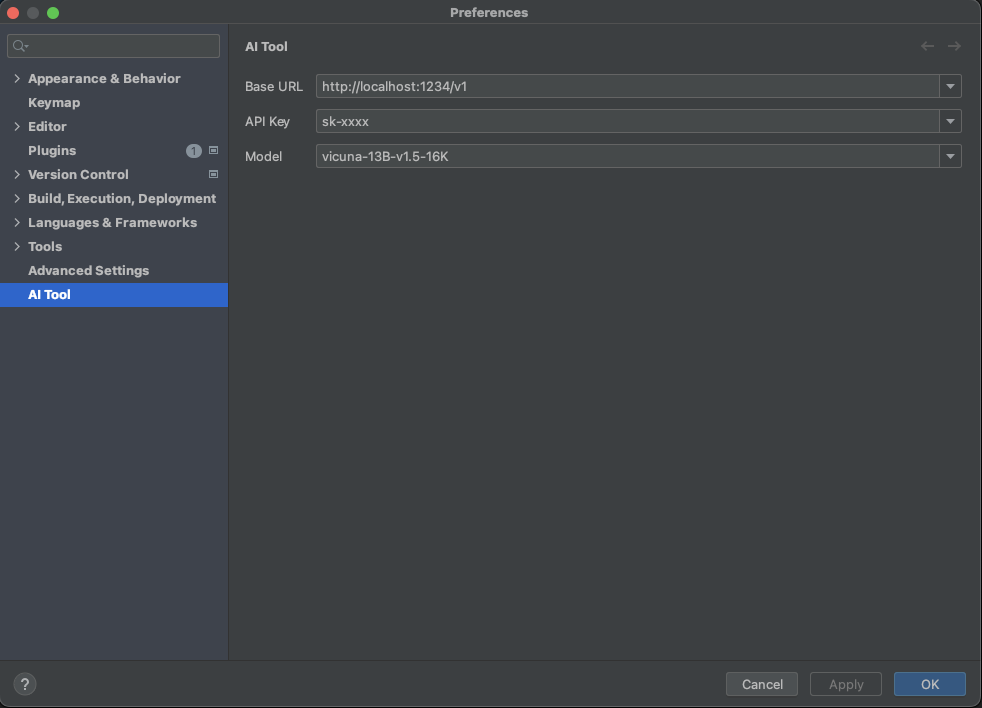 Preferences
Appearance & Behavior
Keymap
Editor
Plugins 1
Version Control
Build, Execution, Deployment
Languages & Frameworks
Tools
Advanced Settings
AI Tool
AI Tool
Base URL http://localhost:1234/v1
API Key sk-xxxx
Model vicuna-13B-v1.5-16K
? Cancel Apply OK